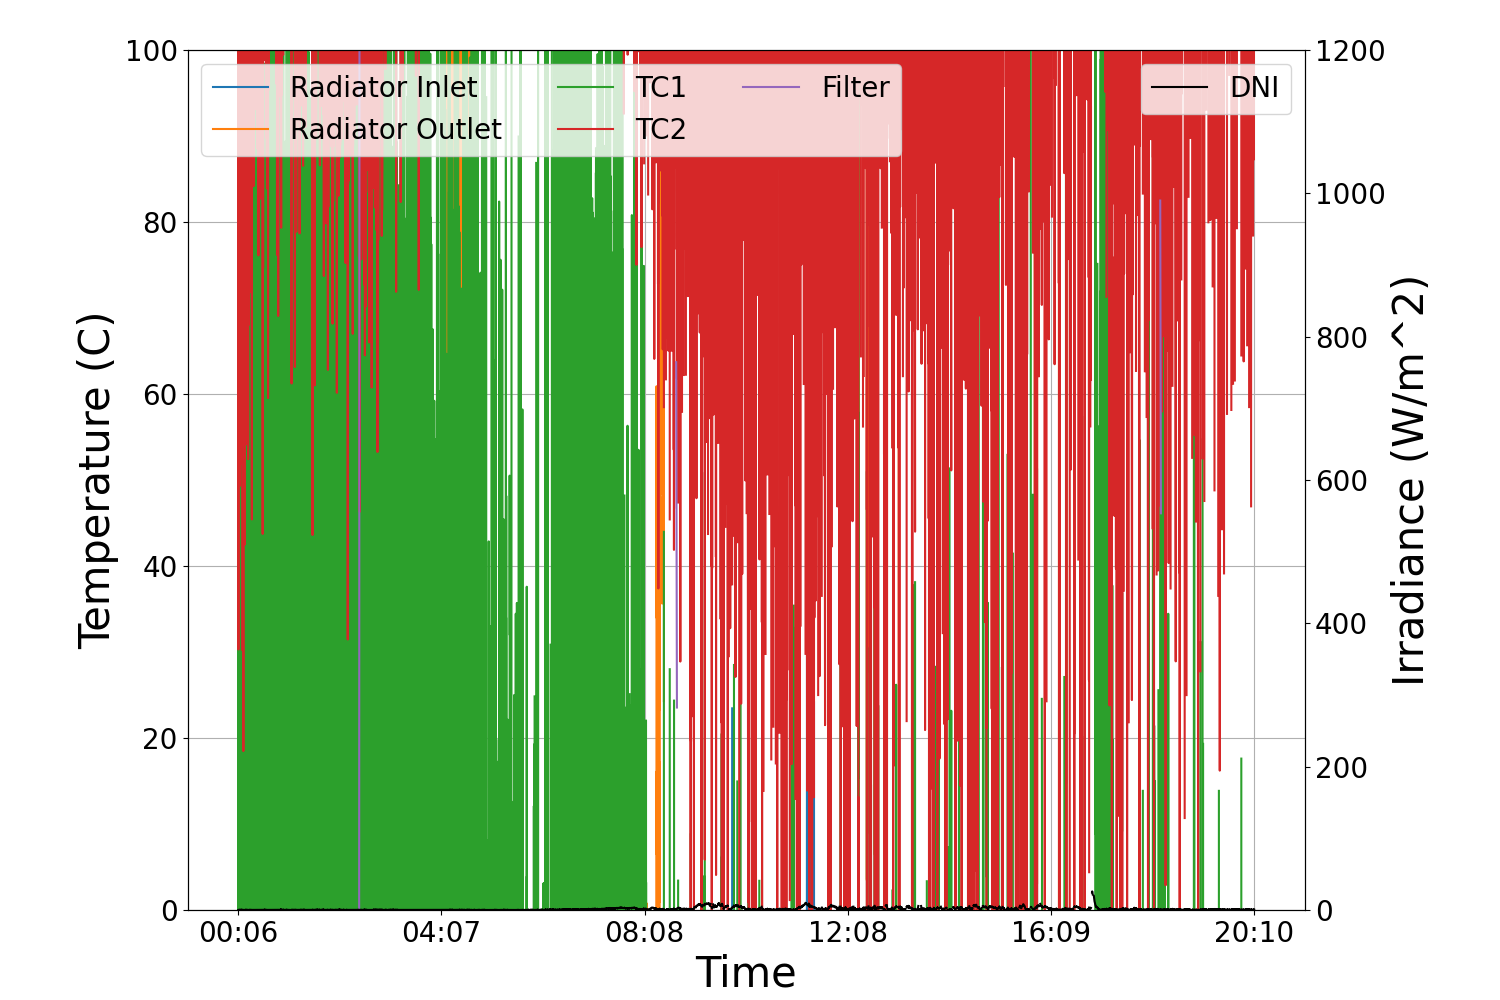 100
80
60
40
20
0
Temperature (C)
Radiator Inlet
Radiator Outlet
TC1
TC2
Filter
DNI
1200
1000
800
600
400
200
0
Irradiance (W/m^2)
00:06
04:07
08:08
12:08
16:09
20:10
Time